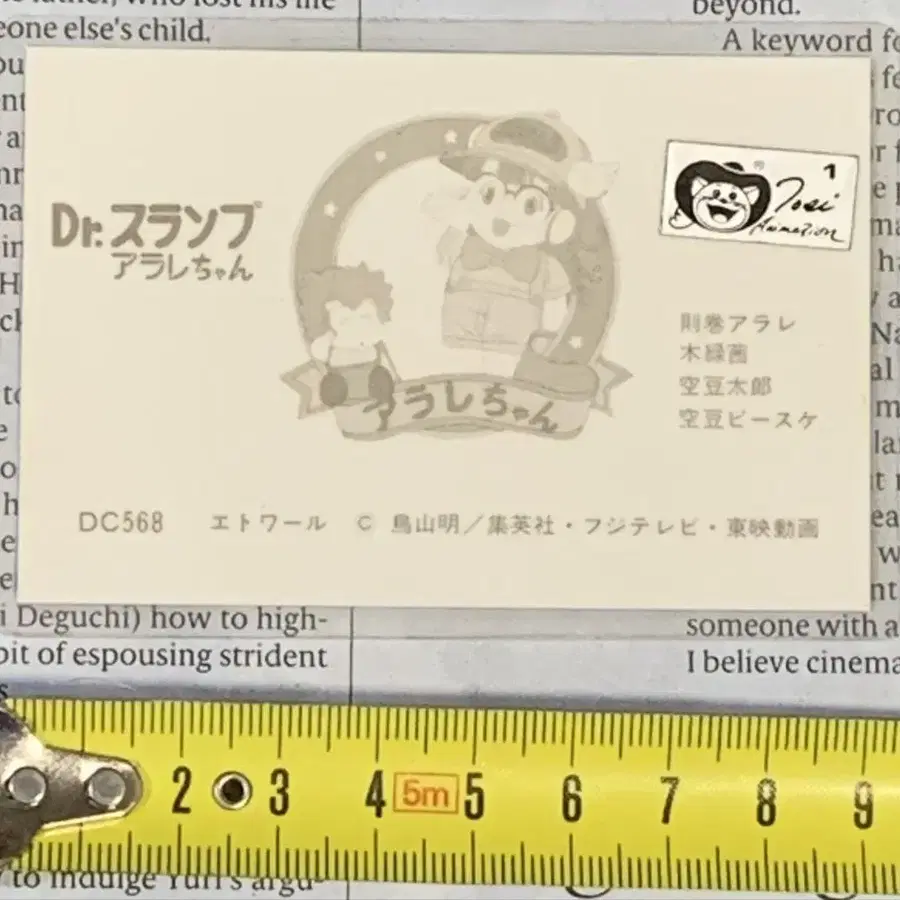 eone else's child.
beyond.
A keyword fo
Dr.スランプ
アラレちゃん
アラレちゃん
1
Toei
Animation
則巻アラレ
木緑茜
空豆太郎
空豆ピースケ
DC568 エトワール © 鳥山明／集英社・フジテレビ・東映動画
i Deguchi) how to high-
bit of espousing strident
someone with a
I believe cinema
2 3 4 5m 5 6 7 8 9
to indulge Yuri's argu-